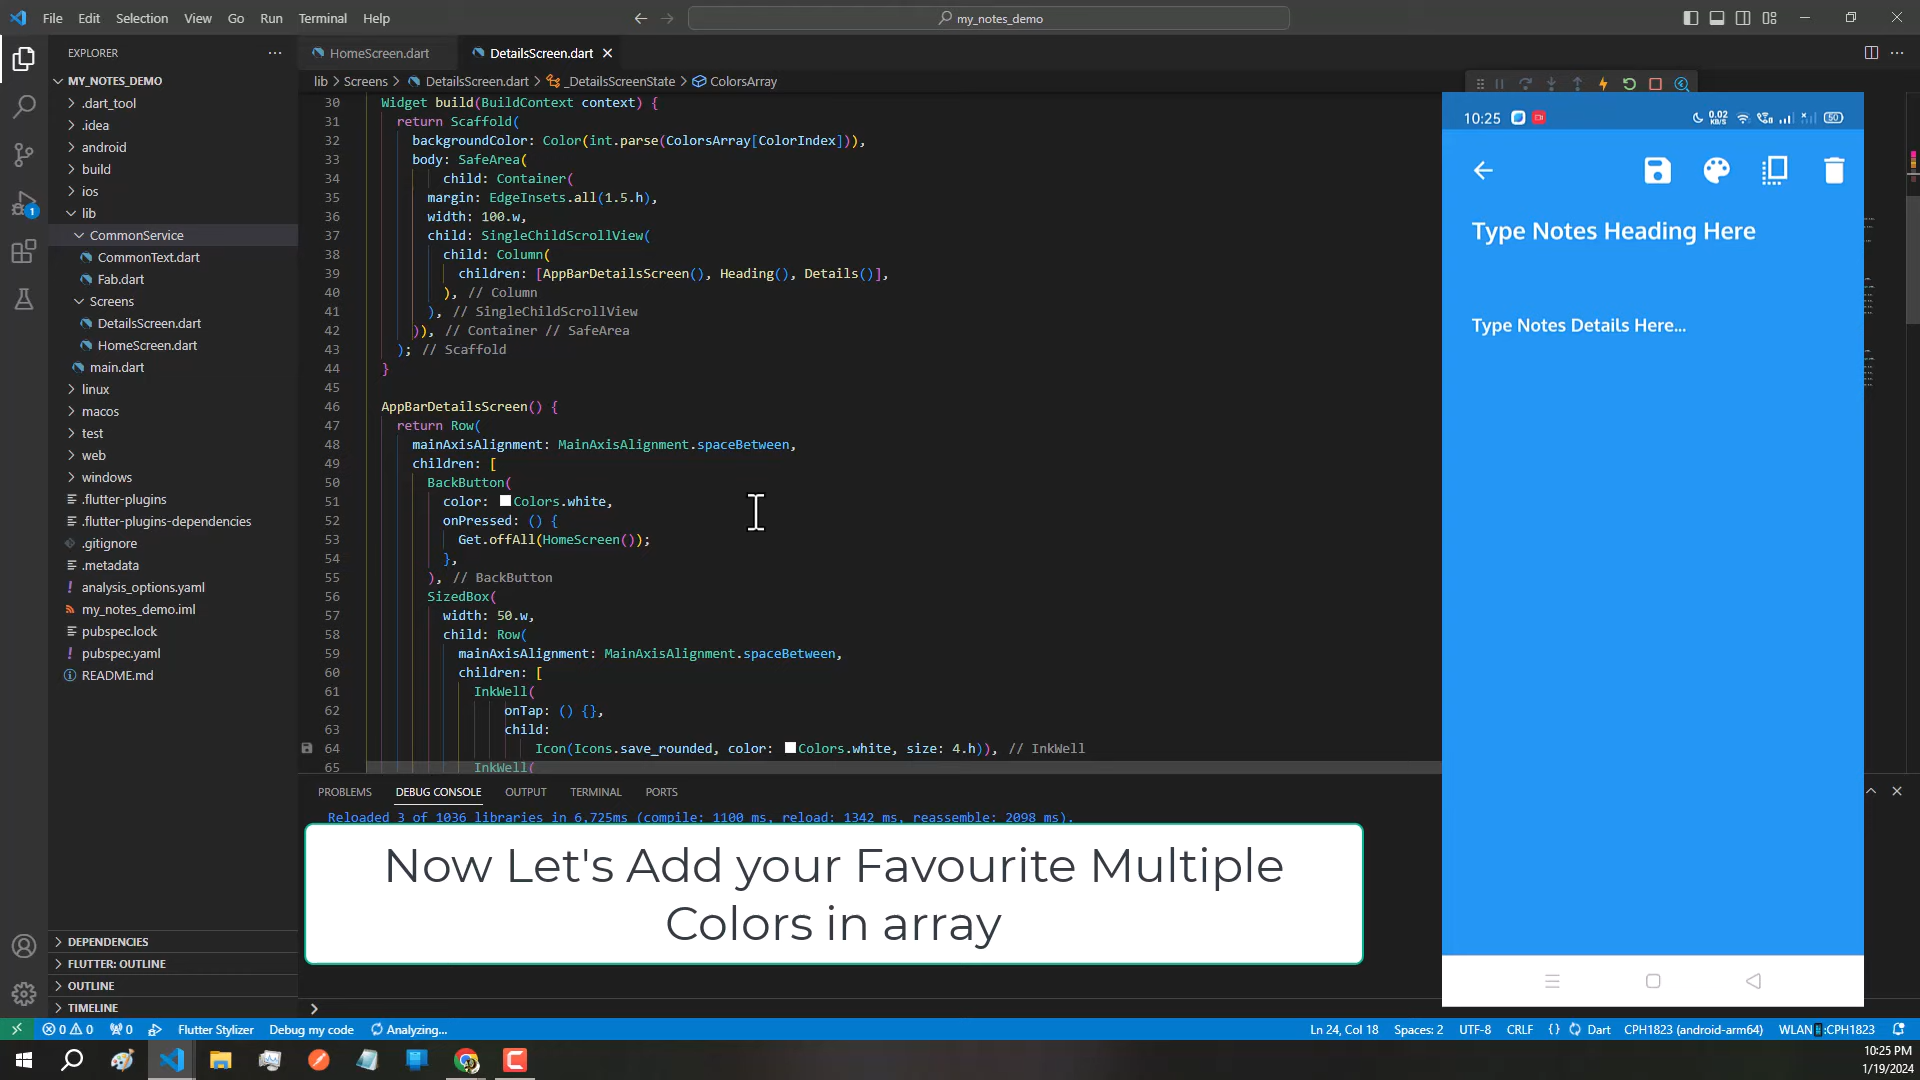 File Edit Selection View Go Run Terminal Help
my_notes_demo
EXPLORER
MY_NOTES_DEMO
.dart_tool
.idea
android
build
ios
lib
CommonService
CommonText.dart
Fab.dart
Screens
DetailsScreen.dart
HomeScreen.dart
main.dart
linux
macos
test
web
windows
.flutter-plugins
.flutter-plugins-dependencies
.gitignore
.metadata
analysis_options.yaml
my_notes_demo.iml
pubspec.lock
pubspec.yaml
README.md
DEPENDENCIES
FLUTTER: OUTLINE
OUTLINE
TIMELINE
HomeScreen.dart DetailsScreen.dart
lib > Screens > DetailsScreen.dart > _DetailsScreenState > ColorsArray
30 Widget build(BuildContext context) {
31 return Scaffold(
32 backgroundColor: Color(int.parse(ColorsArray[ColorIndex])),
33 body: SafeArea(
34 child: Container(
35 margin: EdgeInsets.all(1.5.h),
36 width: 100.w,
37 child: SingleChildScrollView(
38 child: Column(
39 children: [AppBarDetailsScreen(), Heading(), Details()],
40 ), // Column
41 ), // SingleChildScrollView
42 )), // Container // SafeArea
43 ); // Scaffold
44 }
45
46 AppBarDetailsScreen() {
47 return Row(
48 mainAxisAlignment: MainAxisAlignment.spaceBetween,
49 children: [
50 BackButton(
51 color: Colors.white,
52 onPressed: () {
53 Get.offAll(HomeScreen());
54 },
55 ), // BackButton
56 SizedBox(
57 width: 50.w,
58 child: Row(
59 mainAxisAlignment: MainAxisAlignment.spaceBetween,
60 children: [
61 InkWell(
62 onTap: () {},
63 child:
64 Icon(Icons.save_rounded, color: Colors.white, size: 4.h)), // InkWell
65 InkWell(
PROBLEMS DEBUG CONSOLE OUTPUT TERMINAL PORTS
Reloaded 3 of 1036 libraries in 6,725ms (compile: 1100 ms, reload: 1342 ms, reassemble: 2098 ms).
Now Let's Add your Favourite Multiple
Colors in array
10:25
0.02
KB/S
50
Type Notes Heading Here
Type Notes Details Here...
0 0 0 Flutter Stylizer Debug my code Analyzing... Ln 24, Col 18 Spaces: 2 UTF-8 CRLF {} Dart CPH1823 (android-arm64) WLAN :CPH1823
1
10:25 PM
1/19/2024